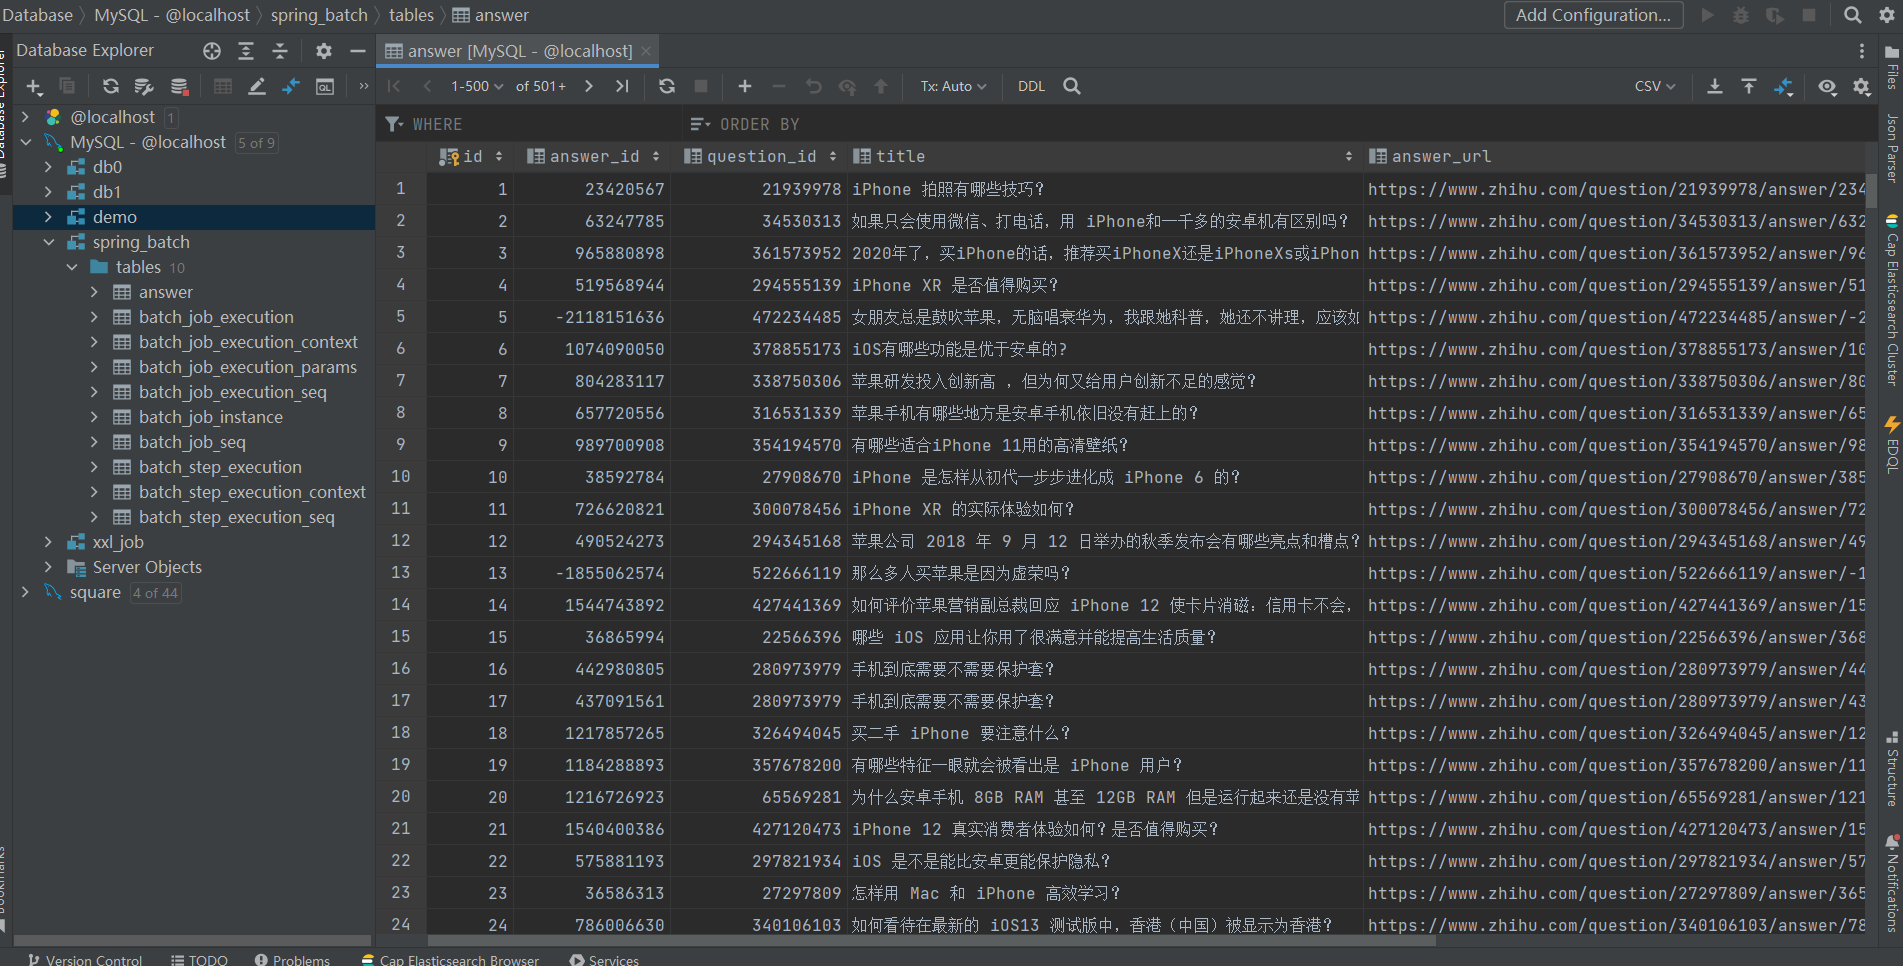 Database MySQL - @localhost spring_batch tables answer Add Configuration...
Database Explorer answer [MySQL - @localhost]
1-500 of 501+ Tx: Auto DDL CSV
@localhost 1
MySQL - @localhost 5 of 9
db0
db1
demo
spring_batch
tables 10
answer
batch_job_execution
batch_job_execution_context
batch_job_execution_params
batch_job_execution_seq
batch_job_instance
batch_job_seq
batch_step_execution
batch_step_execution_context
batch_step_execution_seq
xxl_job
Server Objects
square 4 of 44
WHERE ORDER BY
id answer_id question_id title answer_url
1 1 23420567 21939978 iPhone 拍照有哪些技巧？ https://www.zhihu.com/question/21939978/answer/234
2 2 63247785 34530313 如果只会使用微信、打电话，用 iPhone和一千多的安卓机有区别吗？ https://www.zhihu.com/question/34530313/answer/632
3 3 965880898 361573952 2020年了，买iPhone的话，推荐买iPhoneX还是iPhoneXs或iPhon https://www.zhihu.com/question/361573952/answer/96
4 4 519568944 294555139 iPhone XR 是否值得购买？ https://www.zhihu.com/question/294555139/answer/51
5 5 -2118151636 472234485 女朋友总是鼓吹苹果，无脑唱衰华为，我跟她科普，她还不讲理，应该如 https://www.zhihu.com/question/472234485/answer/-2
6 6 1074090050 378855173 iOS有哪些功能是优于安卓的？ https://www.zhihu.com/question/378855173/answer/10
7 7 804283117 338750306 苹果研发投入创新高 ，但为何又给用户创新不足的感觉？ https://www.zhihu.com/question/338750306/answer/80
8 8 657720556 316531339 苹果手机有哪些地方是安卓手机依旧没有赶上的？ https://www.zhihu.com/question/316531339/answer/65
9 9 989700908 354194570 有哪些适合iPhone 11用的高清壁纸？ https://www.zhihu.com/question/354194570/answer/98
10 10 38592784 27908670 iPhone 是怎样从初代一步步进化成 iPhone 6 的？ https://www.zhihu.com/question/27908670/answer/385
11 11 726620821 300078456 iPhone XR 的实际体验如何？ https://www.zhihu.com/question/300078456/answer/72
12 12 490524273 294345168 苹果公司 2018 年 9 月 12 日举办的秋季发布会有哪些亮点和槽点？ https://www.zhihu.com/question/294345168/answer/49
13 13 -1855062574 522666119 那么多人买苹果是因为虚荣吗？ https://www.zhihu.com/question/522666119/answer/-1
14 14 1544743892 427441369 如何评价苹果营销副总裁回应 iPhone 12 使卡片消磁：信用卡不会， https://www.zhihu.com/question/427441369/answer/15
15 15 36865994 22566396 哪些 iOS 应用让你用了很满意并能提高生活质量？ https://www.zhihu.com/question/22566396/answer/368
16 16 442980805 280973979 手机到底需要不需要保护套？ https://www.zhihu.com/question/280973979/answer/44
17 17 437091561 280973979 手机到底需要不需要保护套？ https://www.zhihu.com/question/280973979/answer/43
18 18 1217857265 326494045 买二手 iPhone 要注意什么？ https://www.zhihu.com/question/326494045/answer/12
19 19 1184288893 357678200 有哪些特征一眼就会被看出是 iPhone 用户？ https://www.zhihu.com/question/357678200/answer/11
20 20 1216726923 65569281 为什么安卓手机 8GB RAM 甚至 12GB RAM 但是运行起来还是没有苹 https://www.zhihu.com/question/65569281/answer/121
21 21 1540400386 427120473 iPhone 12 真实消费者体验如何？是否值得购买？ https://www.zhihu.com/question/427120473/answer/15
22 22 575881193 297821934 iOS 是不是能比安卓更能保护隐私？ https://www.zhihu.com/question/297821934/answer/57
23 23 36586313 27297809 怎样用 Mac 和 iPhone 高效学习？ https://www.zhihu.com/question/27297809/answer/365
24 24 786006630 340106103 如何看待在最新的 iOS13 测试版中，香港（中国）被显示为香港？ https://www.zhihu.com/question/340106103/answer/78
Files
Json Parser
Cap Elasticsearch Cluster
EDQL
Structure
Notifications
Version Control TODO Problems Cap Elasticsearch Browser Services